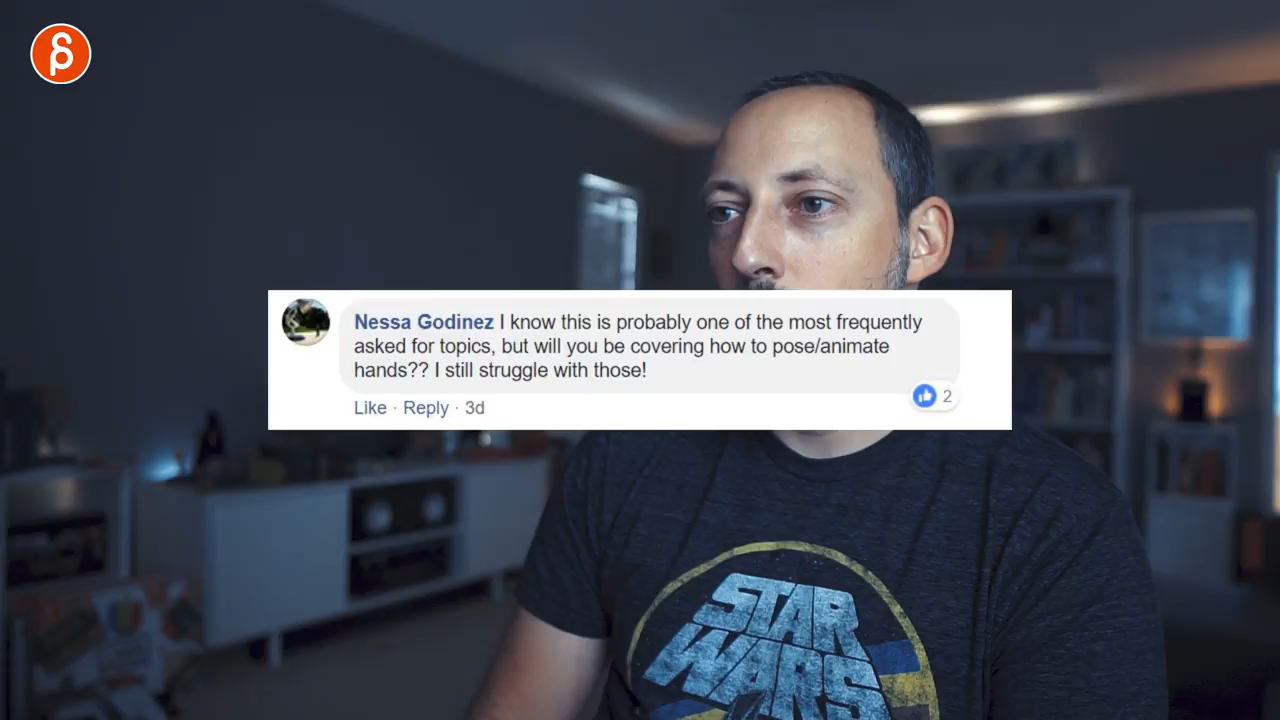 Nessa Godinez I know this is probably one of the most frequently
asked for topics, but will you be covering how to pose/animate
hands?? I still struggle with those!
Like · Reply · 3d
2
STAR
WARS